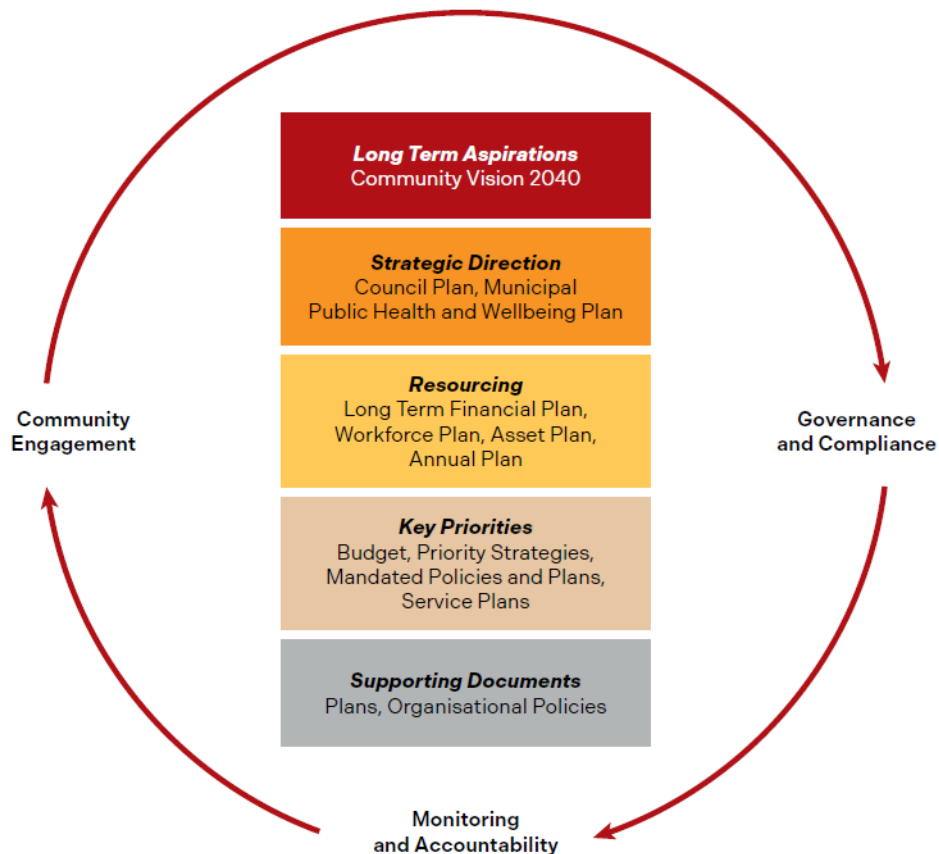 Long Term Aspirations
Community Vision 2040
Strategic Direction
Council Plan, Municipal
Public Health and Wellbeing Plan
Resourcing
Long Term Financial Plan,
Workforce Plan, Asset Plan,
Annual Plan
Community
Engagement
Governance
and Compliance
Key Priorities
Budget, Priority Strategies,
Mandated Policies and Plans,
Service Plans
Supporting Documents
Plans, Organisational Policies
Monitoring
and Accountability